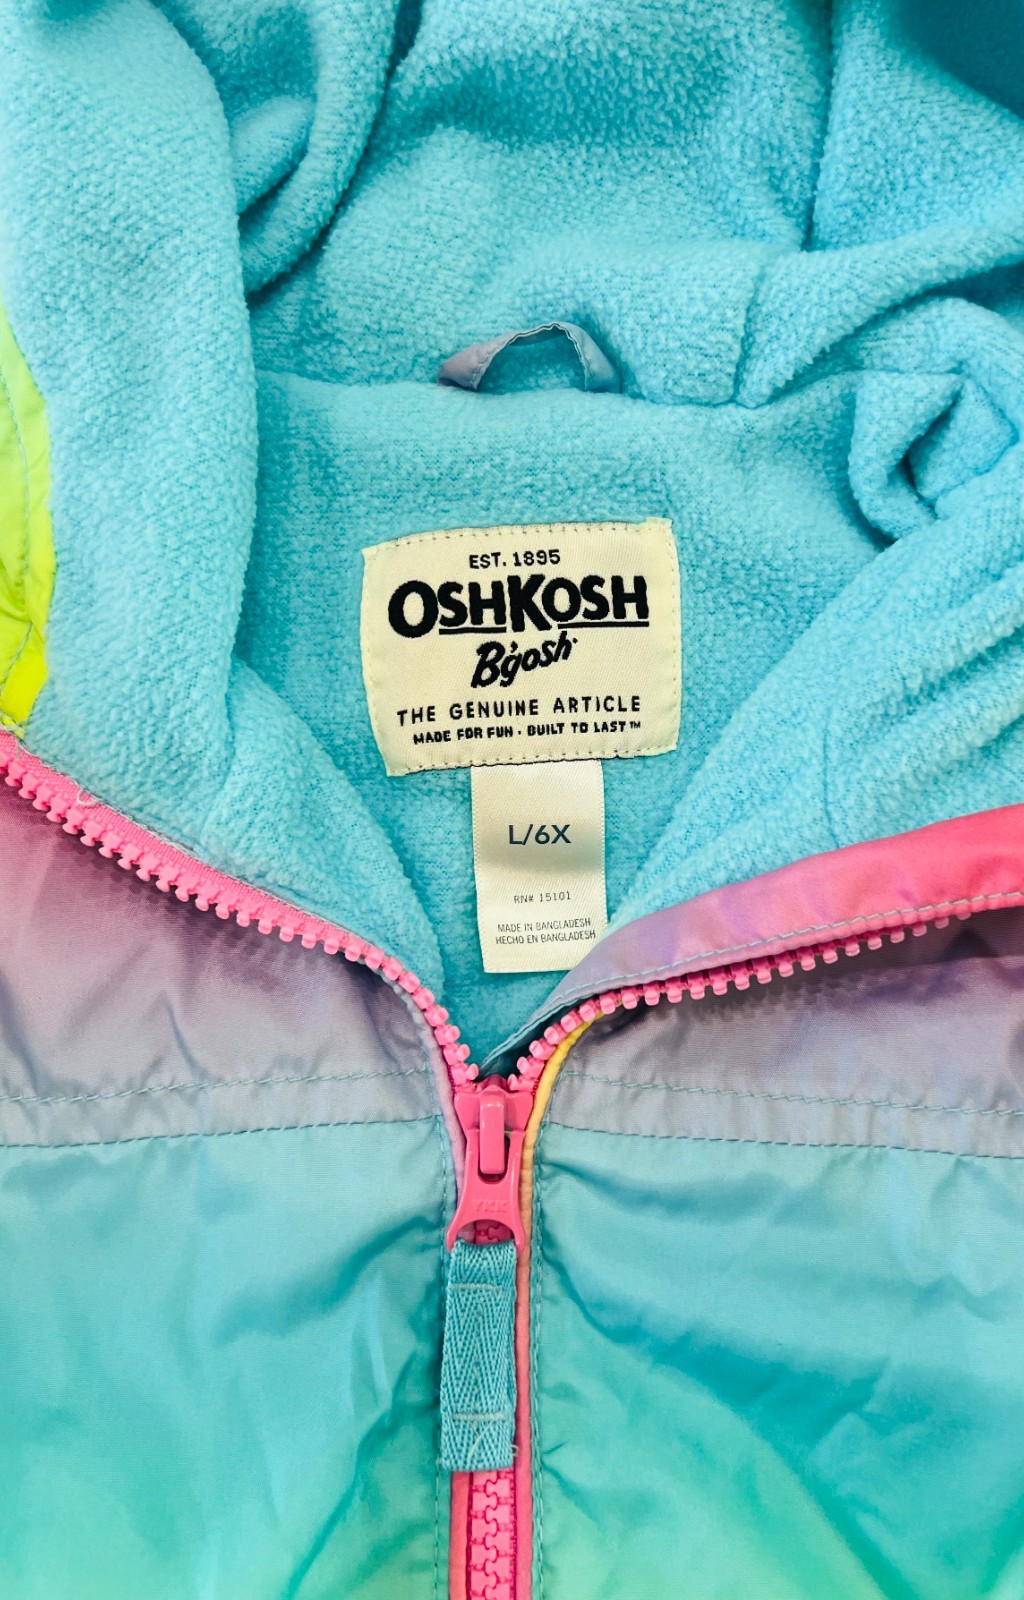 EST. 1895
OSHKOSH
B'gosh
THE GENUINE ARTICLE
MADE FOR FUN · BUILT TO LAST™
L/6X
RN# 15101
MADE IN BANGLADESH
HECHO EN BANGLADESH
YKK